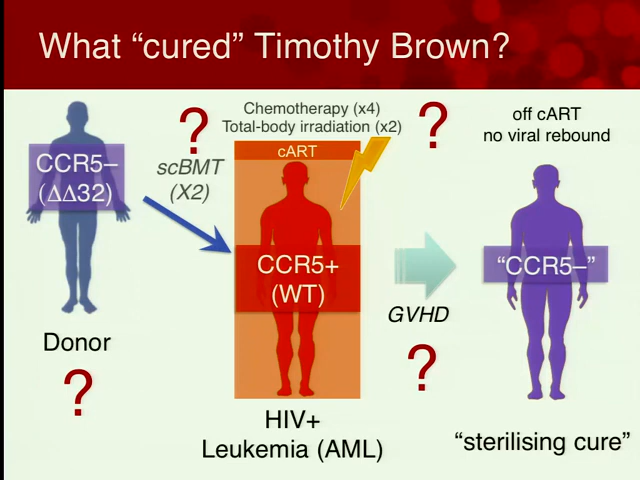 What “cured” Timothy Brown?
CCR5–
(ΔΔ32)
Donor
?
?
scBMT
(X2)
Chemotherapy (x4)
Total-body irradiation (x2)
cART
CCR5+
(WT)
HIV+
Leukemia (AML)
?
GVHD
?
off cART
no viral rebound
“CCR5–”
“sterilising cure”